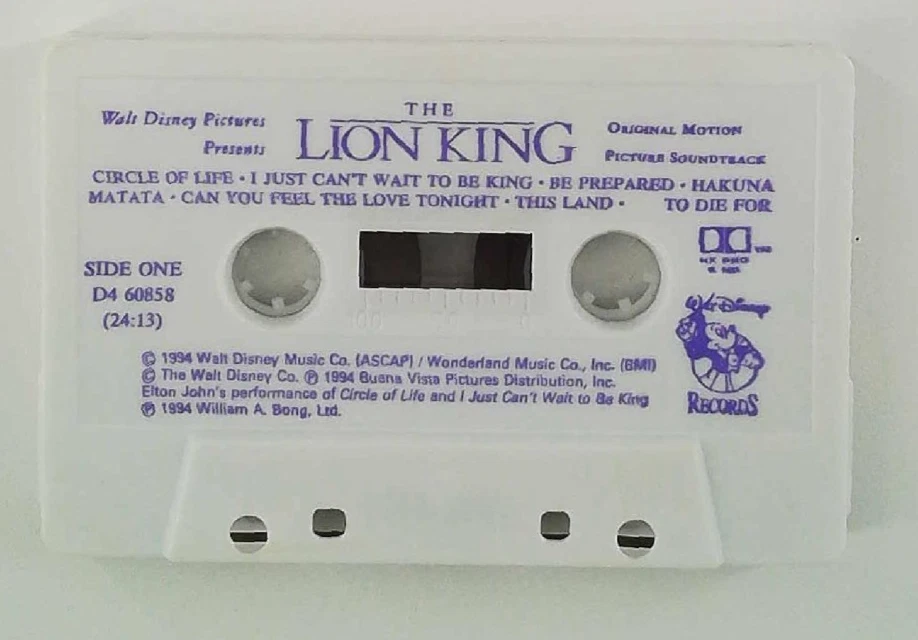 Walt Disney Pictures
Presents
THE
LION KING
ORIGINAL MOTION
PICTURE SOUNDTRACK
CIRCLE OF LIFE • I JUST CAN'T WAIT TO BE KING • BE PREPARED • HAKUNA
MATATA • CAN YOU FEEL THE LOVE TONIGHT • THIS LAND • TO DIE FOR
SIDE ONE
D4 60858
(24:13)
HX PRO
B NR
Walt Disney
RECORDS
© 1994 Walt Disney Music Co. (ASCAP) / Wonderland Music Co., Inc. (BMI)
© The Walt Disney Co. ℗ 1994 Buena Vista Pictures Distribution, Inc.
Elton John's performance of Circle of Life and I Just Can't Wait to Be King
℗ 1994 William A. Bong, Ltd.